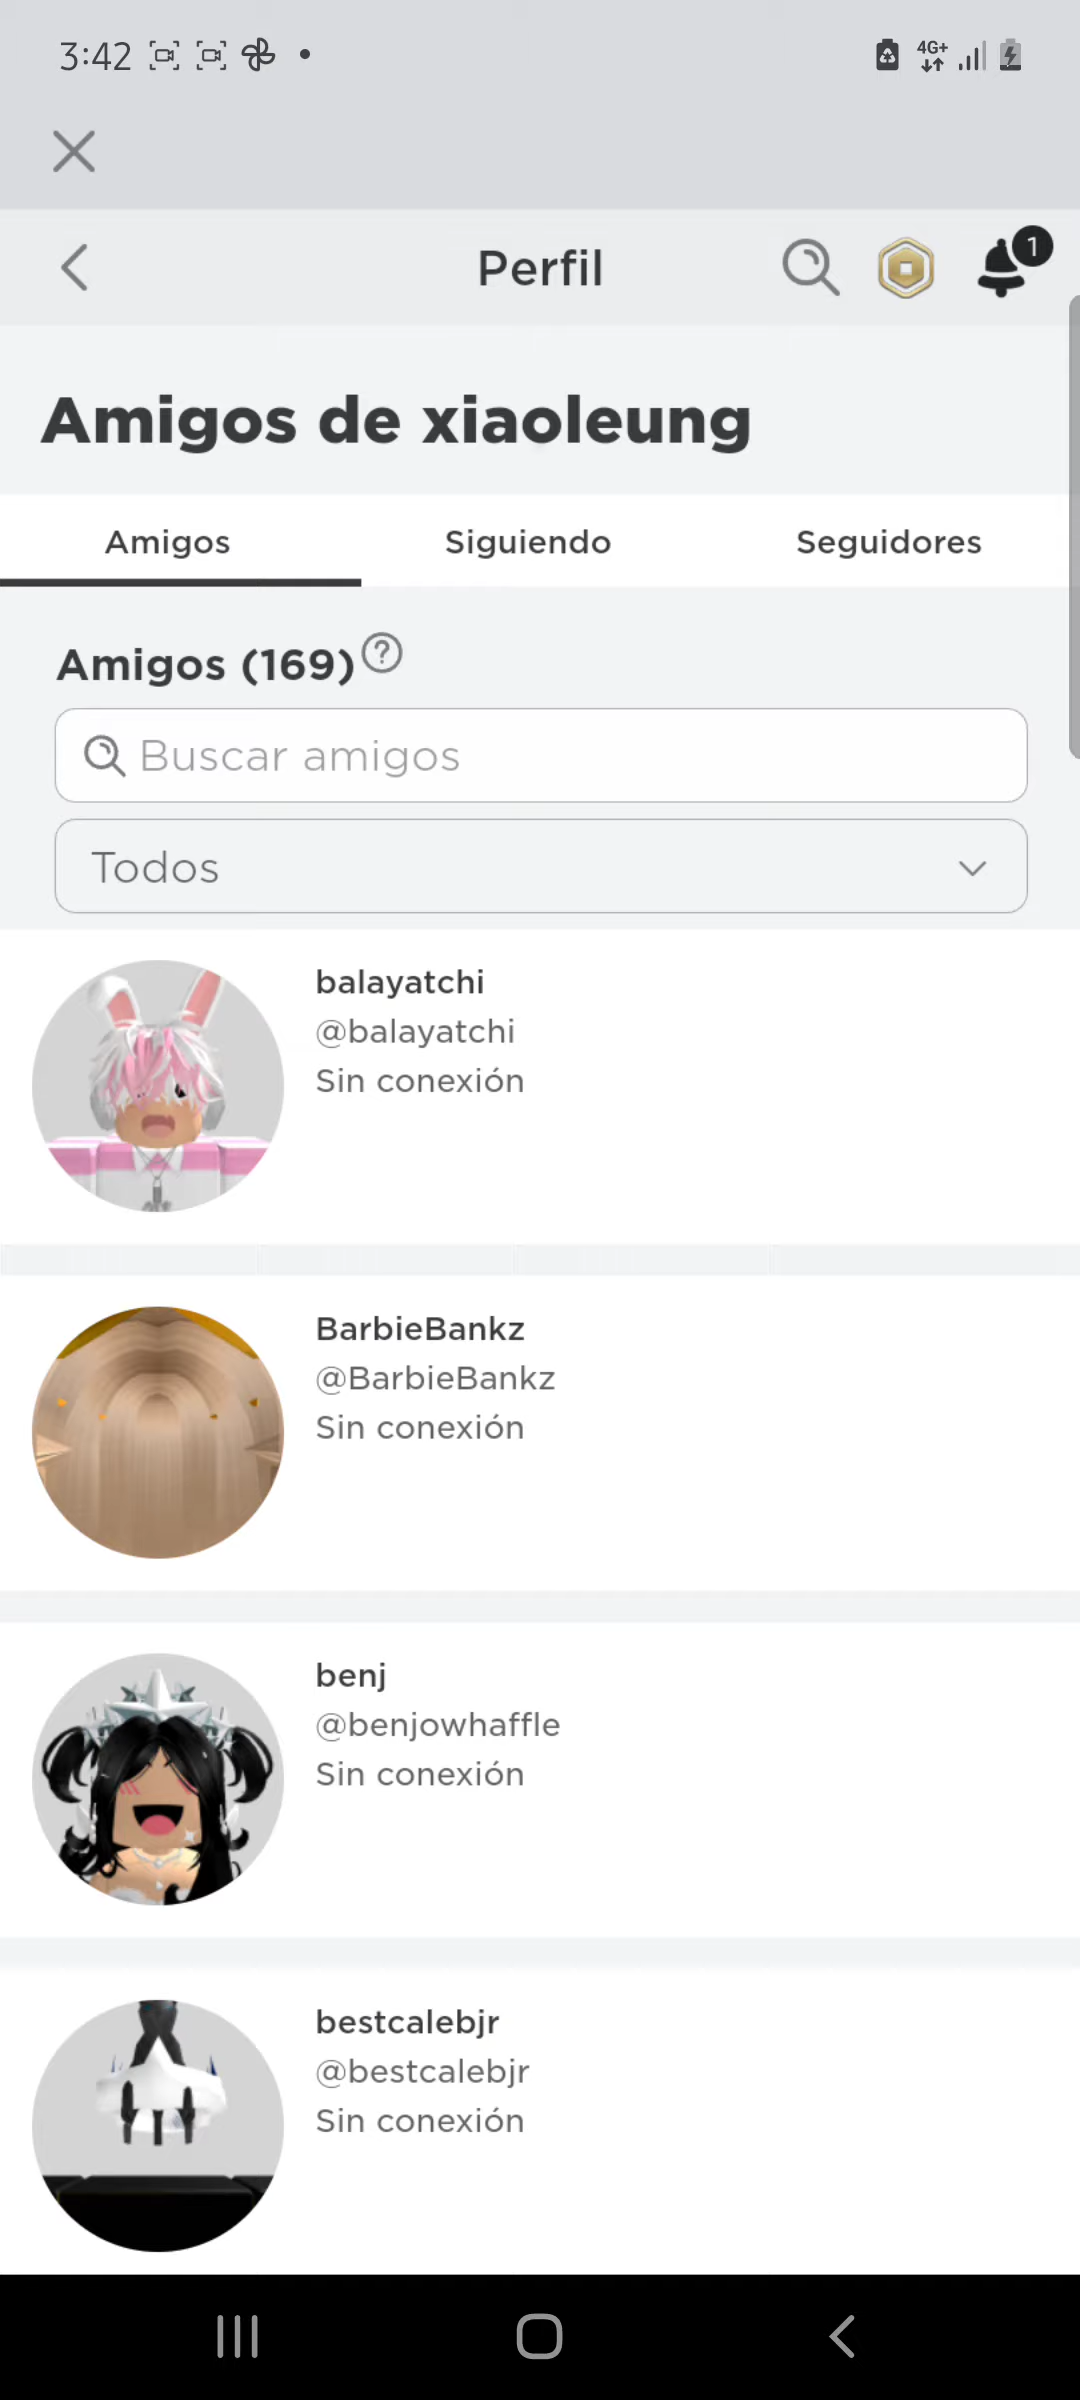 3:42
4G+
Perfil
1
Amigos de xiaoleung
Amigos
Siguiendo
Seguidores
Amigos (169)
Buscar amigos
Todos
balayatchi
@balayatchi
Sin conexión
BarbieBankz
@BarbieBankz
Sin conexión
benj
@benjowhaffle
Sin conexión
bestcalebjr
@bestcalebjr
Sin conexión